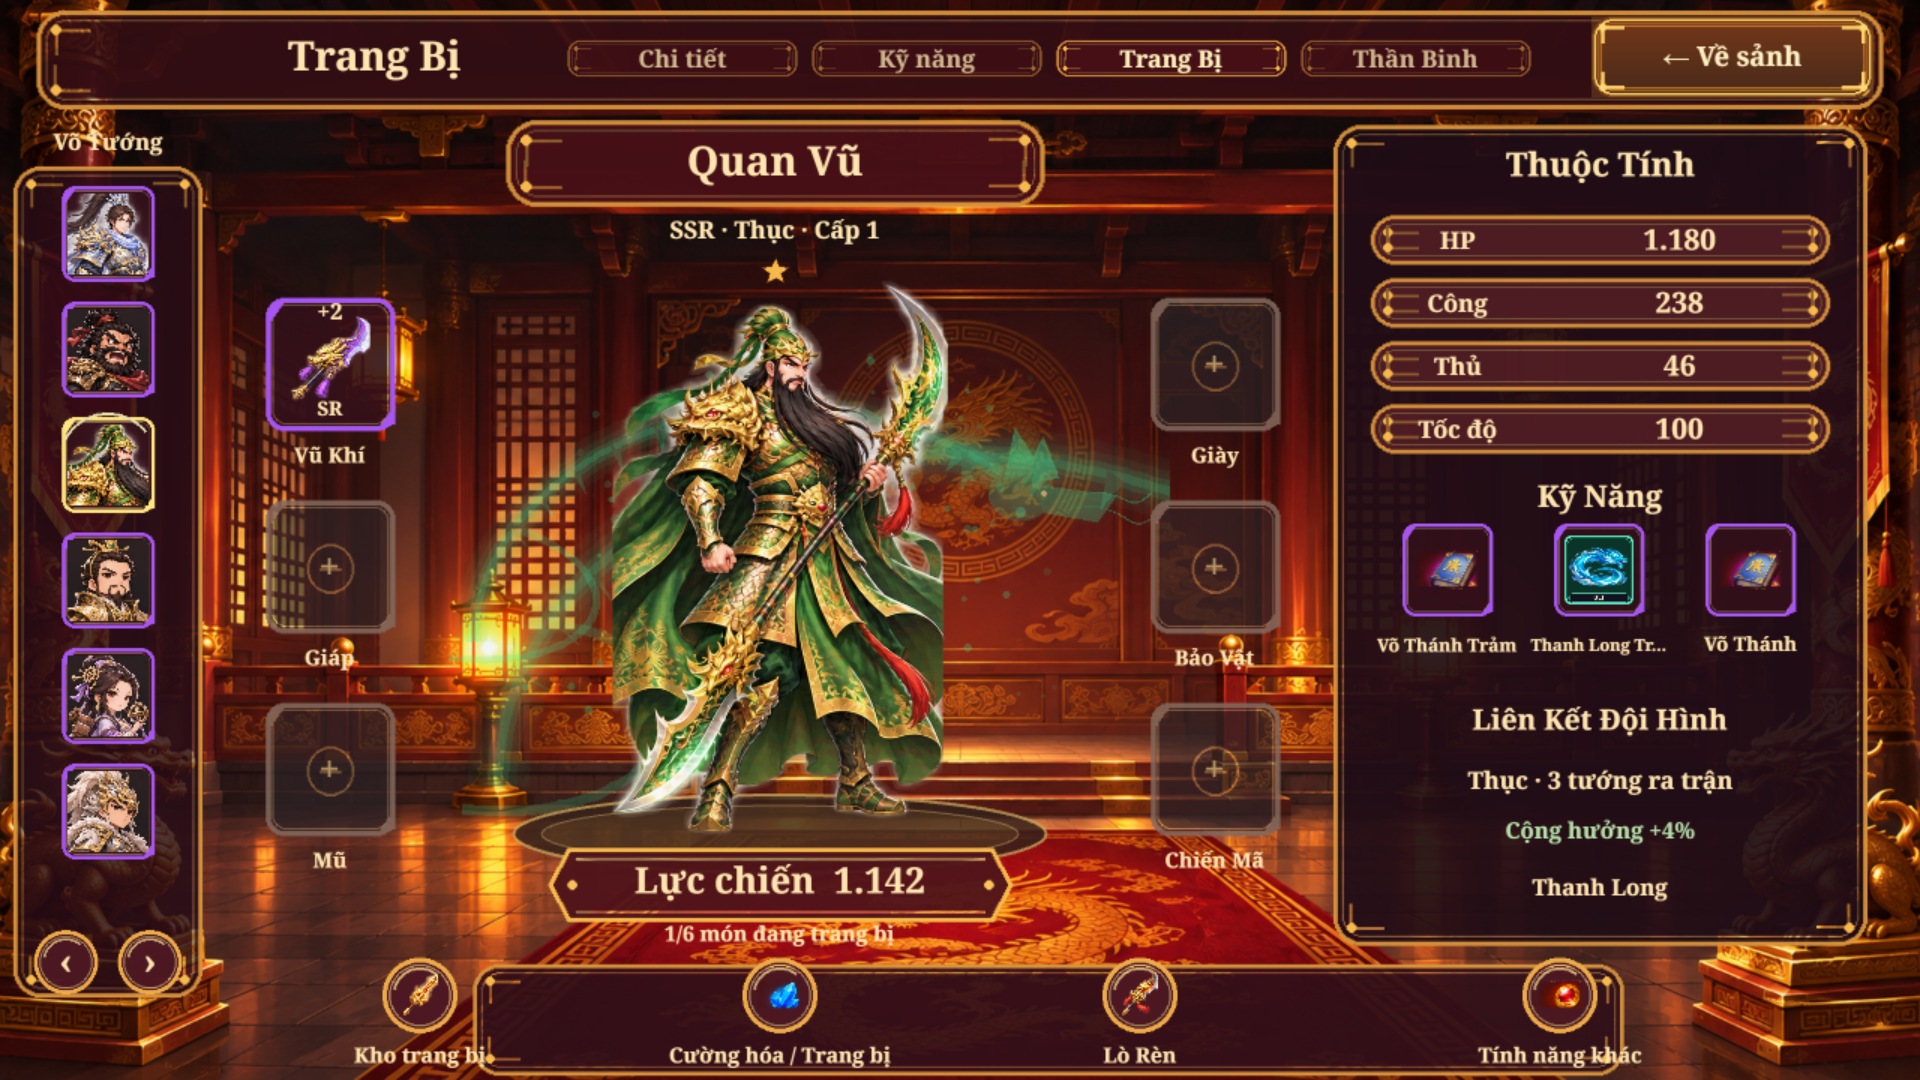 Trang Bị
Chi tiết
Kỹ năng
Trang Bị
Thần Binh
← Về sảnh
Võ Tướng
Quan Vũ
SSR · Thục · Cấp 1
+2
SR
Vũ Khí
Giáp
Mũ
Giày
Bảo Vật
Chiến Mã
Lực chiến 1.142
1/6 món đang trang bị
Thuộc Tính
HP 1.180
Công 238
Thủ 46
Tốc độ 100
Kỹ Năng
Võ Thánh Trảm
Thanh Long Tr...
Võ Thánh
Liên Kết Đội Hình
Thục · 3 tướng ra trận
Cộng hưởng +4%
Thanh Long
‹ ›
Kho trang bị
Cường hóa / Trang bị
Lò Rèn
Tính năng khác